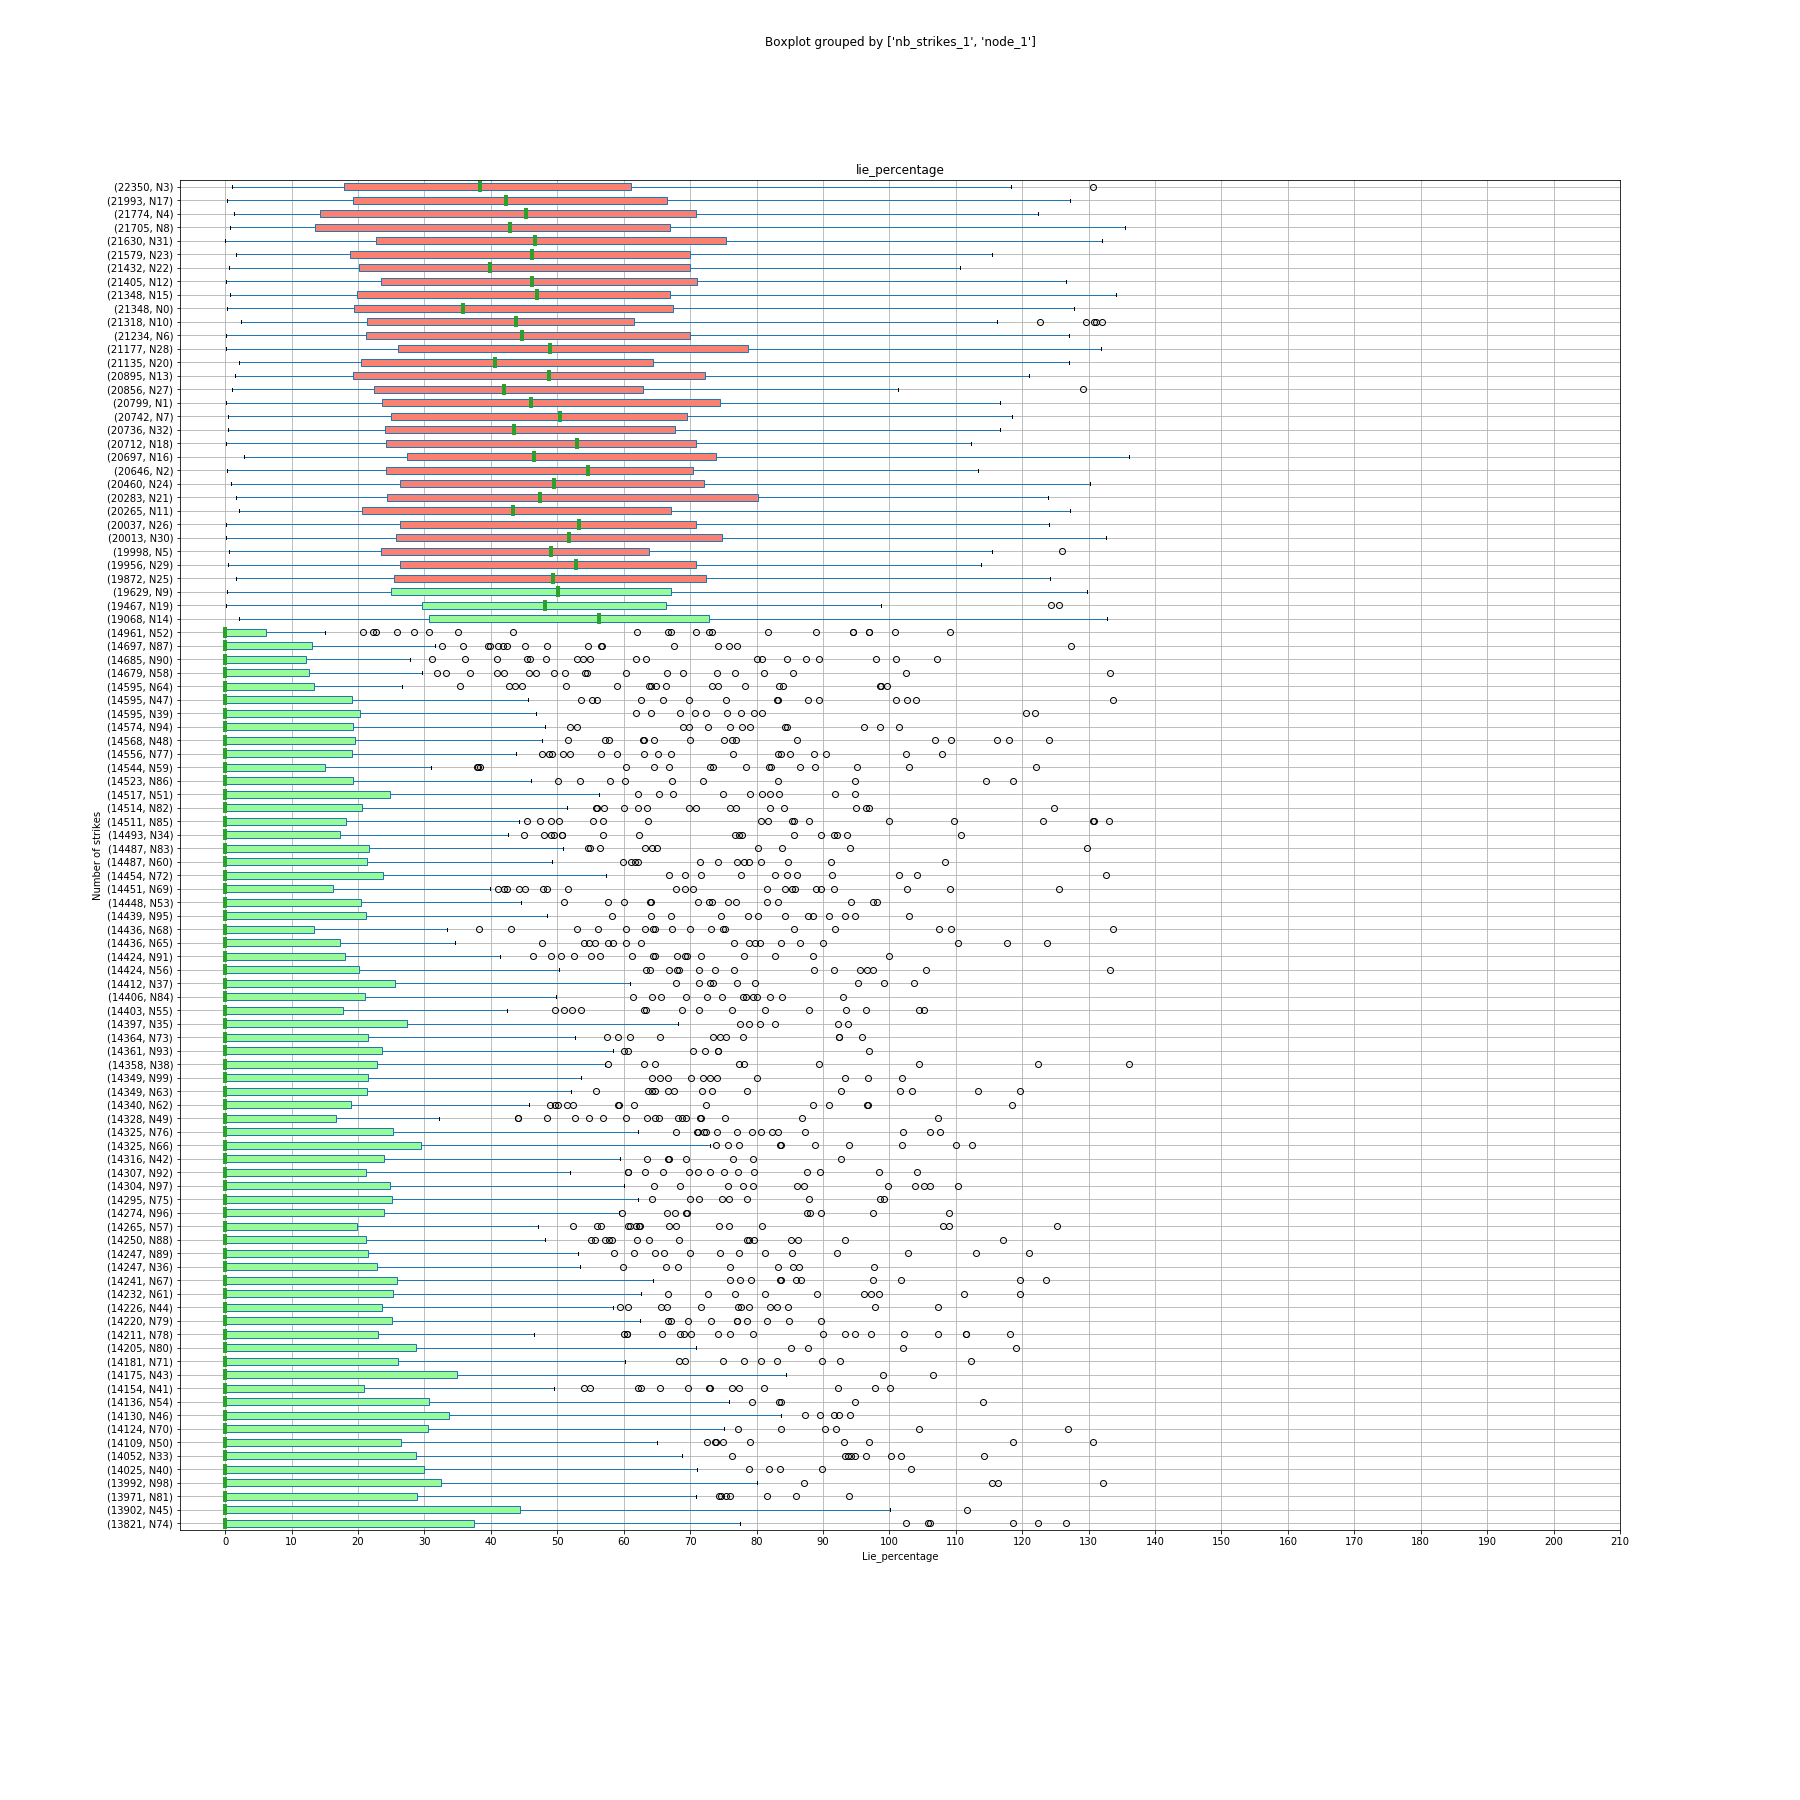 Boxplot grouped by ['nb_strikes_1', 'node_1']
lie_percentage
(22350, N3)
(21993, N17)
(21774, N4)
(21705, N8)
(21630, N31)
(21579, N23)
(21432, N22)
(21405, N12)
(21348, N15)
(21348, N0)
(21318, N10)
(21234, N6)
(21177, N28)
(21135, N20)
(20895, N13)
(20856, N27)
(20799, N1)
(20742, N7)
(20736, N32)
(20712, N18)
(20697, N16)
(20646, N2)
(20460, N24)
(20283, N21)
(20265, N11)
(20037, N26)
(20013, N30)
(19998, N5)
(19956, N29)
(19872, N25)
(19629, N9)
(19467, N19)
(19068, N14)
(14961, N52)
(14697, N87)
(14685, N90)
(14679, N58)
(14595, N64)
(14595, N47)
(14595, N39)
(14574, N94)
(14568, N48)
(14556, N77)
(14544, N59)
(14523, N86)
(14517, N51)
(14514, N82)
(14511, N85)
(14493, N34)
(14487, N83)
(14487, N60)
(14454, N72)
(14451, N69)
(14448, N53)
(14439, N95)
(14436, N68)
(14436, N65)
(14424, N91)
(14424, N56)
(14412, N37)
(14406, N84)
(14403, N55)
(14397, N35)
(14364, N73)
(14361, N93)
(14358, N38)
(14349, N99)
(14349, N63)
(14340, N62)
(14328, N49)
(14325, N76)
(14325, N66)
(14316, N42)
(14307, N92)
(14304, N97)
(14295, N75)
(14274, N96)
(14265, N57)
(14250, N88)
(14247, N89)
(14247, N36)
(14241, N67)
(14232, N61)
(14226, N44)
(14220, N79)
(14211, N78)
(14205, N80)
(14181, N71)
(14175, N43)
(14154, N41)
(14136, N54)
(14130, N46)
(14124, N70)
(14109, N50)
(14052, N33)
(14025, N40)
(13992, N98)
(13971, N81)
(13902, N45)
(13821, N74)
Number of strikes
0 10 20 30 40 50 60 70 80 90 100 110 120 130 140 150 160 170 180 190 200 210
Lie_percentage